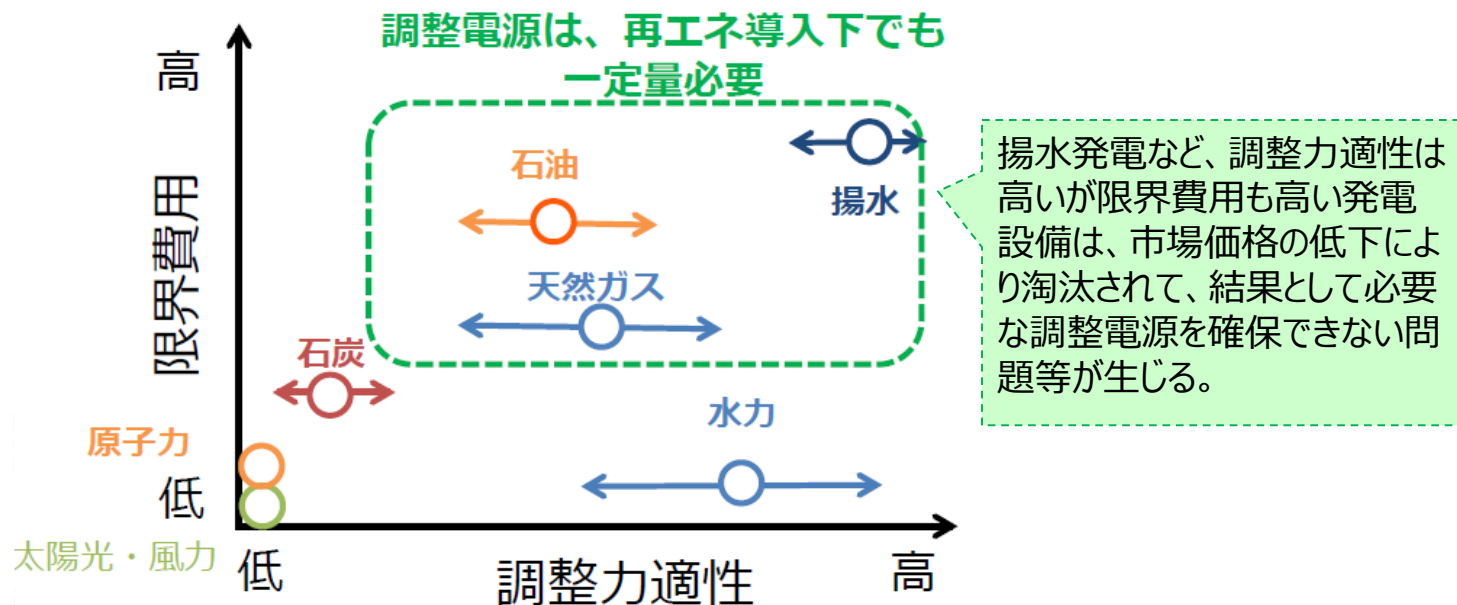 調整電源は、再エネ導入下でも
一定量必要
高
限界費用
石油
揚水
天然ガス
石炭
水力
原子力
低
太陽光・風力
低
調整力適性
高
揚水発電など、調整力適性は
高いが限界費用も高い発電
設備は、市場価格の低下によ
り淘汰されて、結果として必要
な調整電源を確保できない問
題等が生じる。